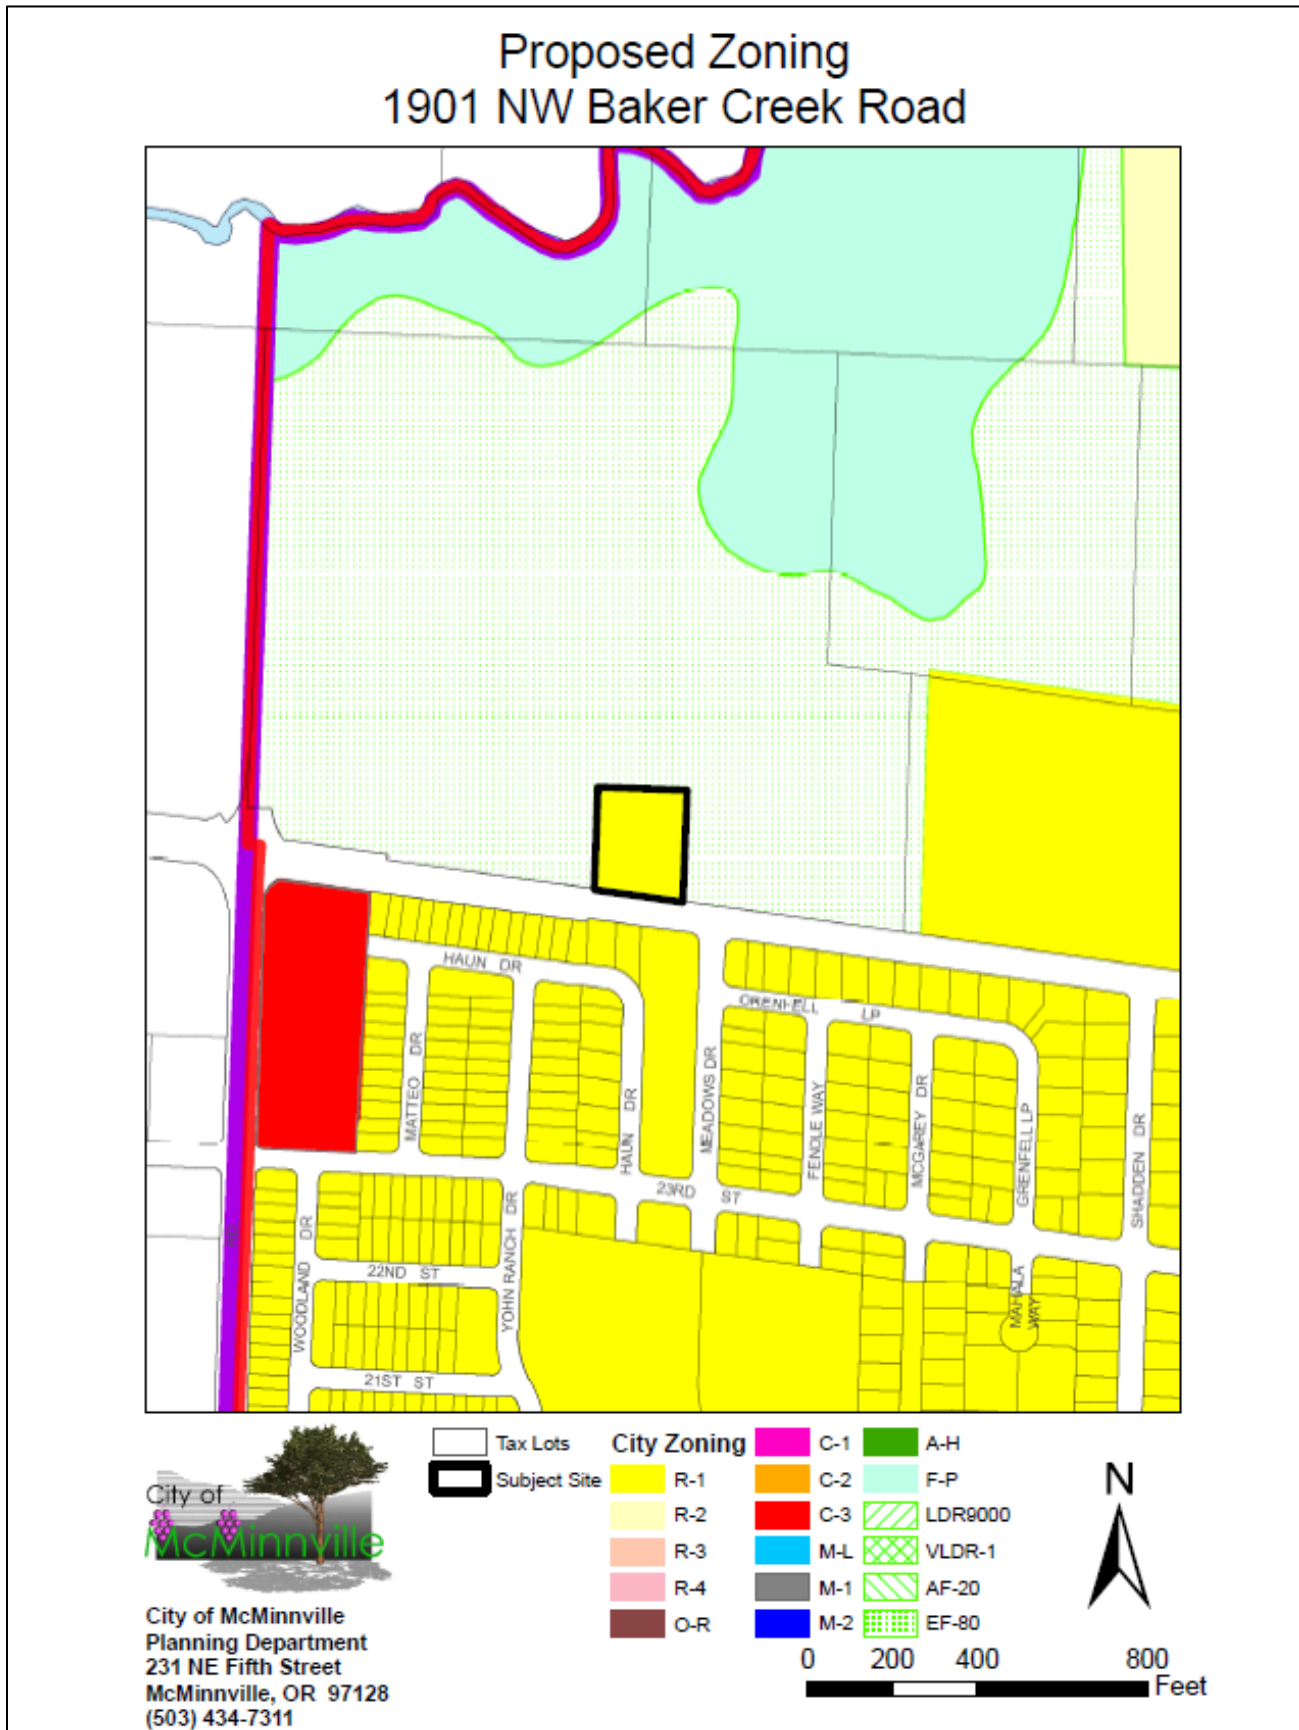 Proposed Zoning
1901 NW Baker Creek Road
HAUN DR
GRENFELL LP
MATTEO DR
HAUN DR
MEADOWS DR
FENDLE WAY
MCGAREY DR
GRENFELL LP
SHADDEN DR
23RD ST
WOODLAND DR
YOHN RANCH DR
22ND ST
MAHALA WAY
21ST ST
City of
McMinnville
City of McMinnville
Planning Department
231 NE Fifth Street
McMinnville, OR 97128
(503) 434-7311
Tax Lots
Subject Site
City Zoning
R-1
R-2
R-3
R-4
O-R
C-1
C-2
C-3
M-L
M-1
M-2
A-H
F-P
LDR9000
VLDR-1
AF-20
EF-80
N
0 200 400 800
Feet